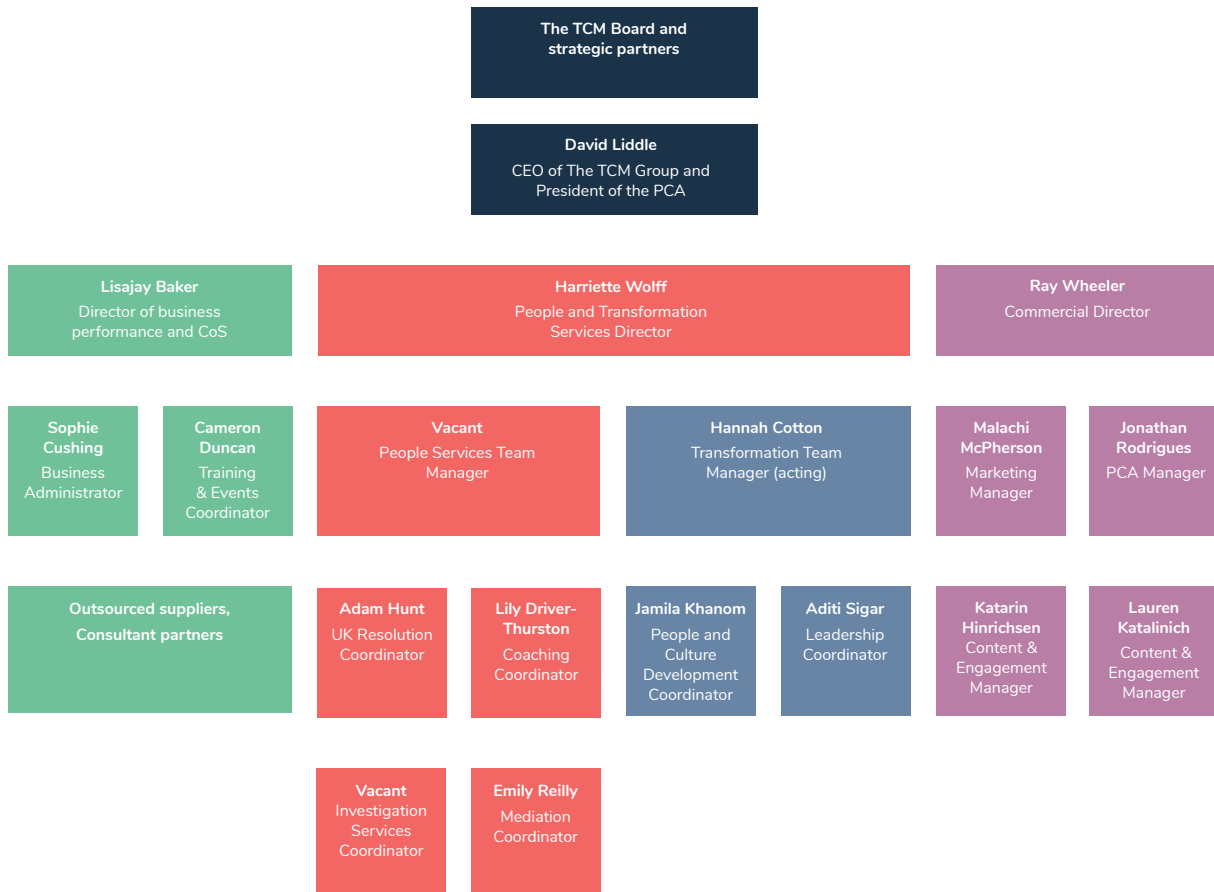 The TCM Board and
strategic partners
David Liddle
CEO of The TCM Group and
President of the PCA
Lisajay Baker
Director of business
performance and CoS
Harriette Wolff
People and Transformation
Services Director
Ray Wheeler
Commercial Director
Sophie
Cushing
Business
Administrator
Cameron
Duncan
Training
& Events
Coordinator
Vacant
People Services Team
Manager
Hannah Cotton
Transformation Team
Manager (acting)
Malachi
McPherson
Marketing
Manager
Jonathan
Rodrigues
PCA Manager
Outsourced suppliers,
Consultant partners
Adam Hunt
UK Resolution
Coordinator
Lily Driver-
Thurston
Coaching
Coordinator
Jamila Khanom
People and
Culture
Development
Coordinator
Aditi Sigar
Leadership
Coordinator
Katarin
Hinrichsen
Content &
Engagement
Manager
Lauren
Katalinich
Content &
Engagement
Manager
Vacant
Investigation
Services
Coordinator
Emily Reilly
Mediation
Coordinator